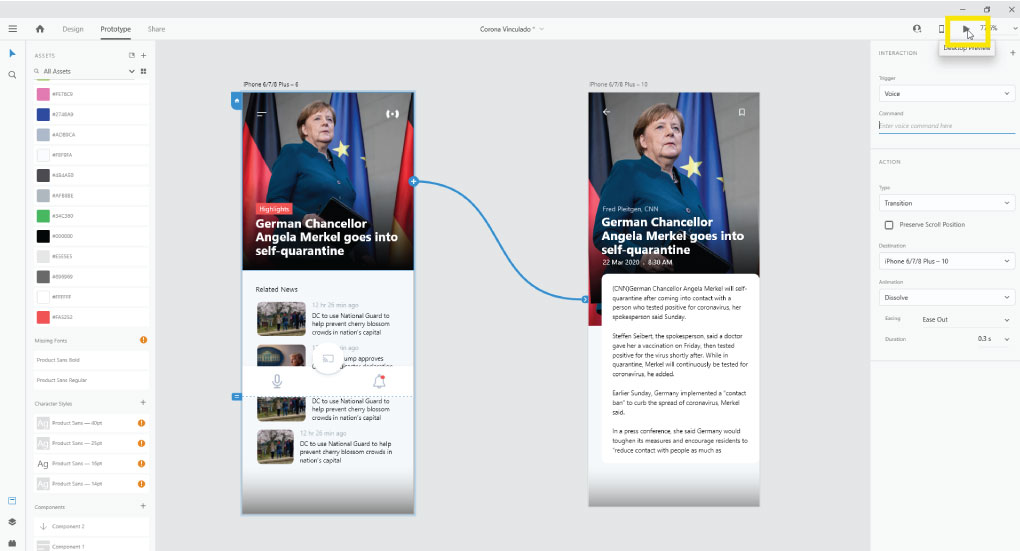 Design
Prototype
Share
Corona Vinculado *
Desktop Preview
ASSETS
All Assets
#FE76C9
#2748A9
#ACB9CA
#F8F8FA
#4B4A4F
#AFB8BE
#34C360
#000000
#E5E5E5
#696969
#FFFFFF
#FA5252
Missing Fonts
Product Sans Bold
Product Sans Regular
Character Styles
Ag Product Sans — 40pt
Ag Product Sans — 25pt
Ag Product Sans — 16pt
Ag Product Sans — 14pt
Components
Component 2
Component 1
iPhone 6/7/8 Plus – 6
Highlights
German Chancellor
Angela Merkel goes into
self-quarantine
Related News
12 hr 26 min ago
DC to use National Guard to
help prevent cherry blossom
crowds in nation's capital
min ago
ump approves
DC to use National Guard to
help prevent cherry blossom
crowds in nation's capital
12 hr 26 min ago
DC to use National Guard to help
prevent cherry blossom crowds in
nation's capital
iPhone 6/7/8 Plus – 10
Fred Pleitgen, CNN
German Chancellor
Angela Merkel goes into
self-quarantine
22 Mar 2020 . 8:30 AM
(CNN)German Chancellor Angela Merkel will self-
quarantine after coming into contact with a
person who tested positive for coronavirus, her
spokesperson said Sunday.
Steffen Seibert, the spokesperson, said a doctor
gave her a vaccination on Friday, then tested
positive for the virus shortly after. While in
quarantine, Merkel will continuously be tested for
coronavirus, he added.
Earlier Sunday, Germany implemented a "contact
ban" to curb the spread of coronavirus, Merkel
said.
In a press conference, she said Germany would
toughen its measures and encourage residents to
"reduce contact with people as much as
INTERACTION
Trigger
Voice
Command
Enter voice command here
ACTION
Type
Transition
Preserve Scroll Position
Destination
iPhone 6/7/8 Plus – 10
Animation
Dissolve
Easing
Ease Out
Duration
0.3 s